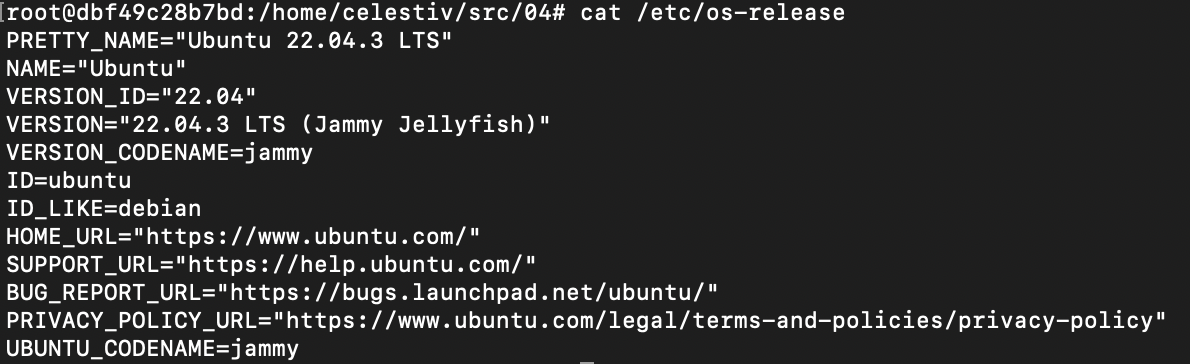 [root@dbf49c28b7bd:/home/celestiv/src/04# cat /etc/os-release
PRETTY_NAME="Ubuntu 22.04.3 LTS"
NAME="Ubuntu"
VERSION_ID="22.04"
VERSION="22.04.3 LTS (Jammy Jellyfish)"
VERSION_CODENAME=jammy
ID=ubuntu
ID_LIKE=debian
HOME_URL="https://www.ubuntu.com/"
SUPPORT_URL="https://help.ubuntu.com/"
BUG_REPORT_URL="https://bugs.launchpad.net/ubuntu/"
PRIVACY_POLICY_URL="https://www.ubuntu.com/legal/terms-and-policies/privacy-policy"
UBUNTU_CODENAME=jammy